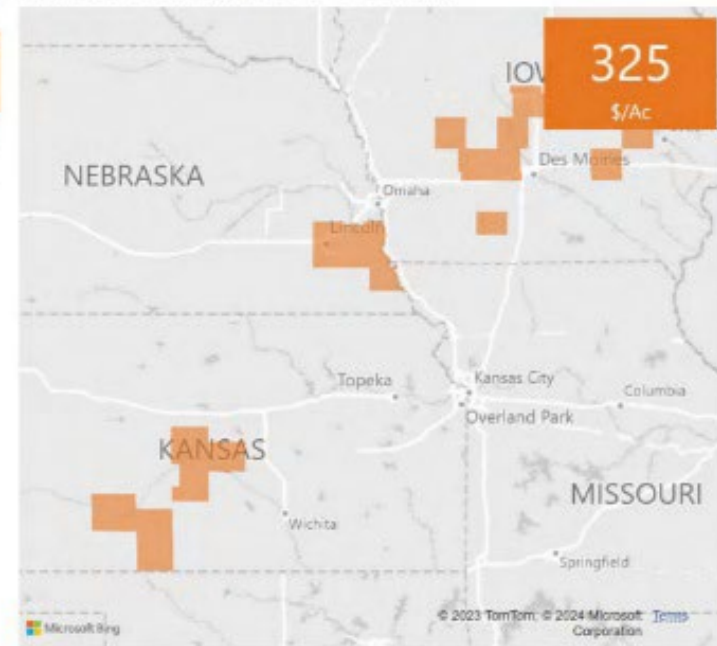 325
$/Ac
IOW
Des Moines
NEBRASKA
Omaha
Lincoln
Topeka
Kansas City
Columbia
Overland Park
KANSAS
MISSOURI
Wichita
Springfield
Microsoft Bing
© 2023 TomTom, © 2024 Microsoft Corporation Terms